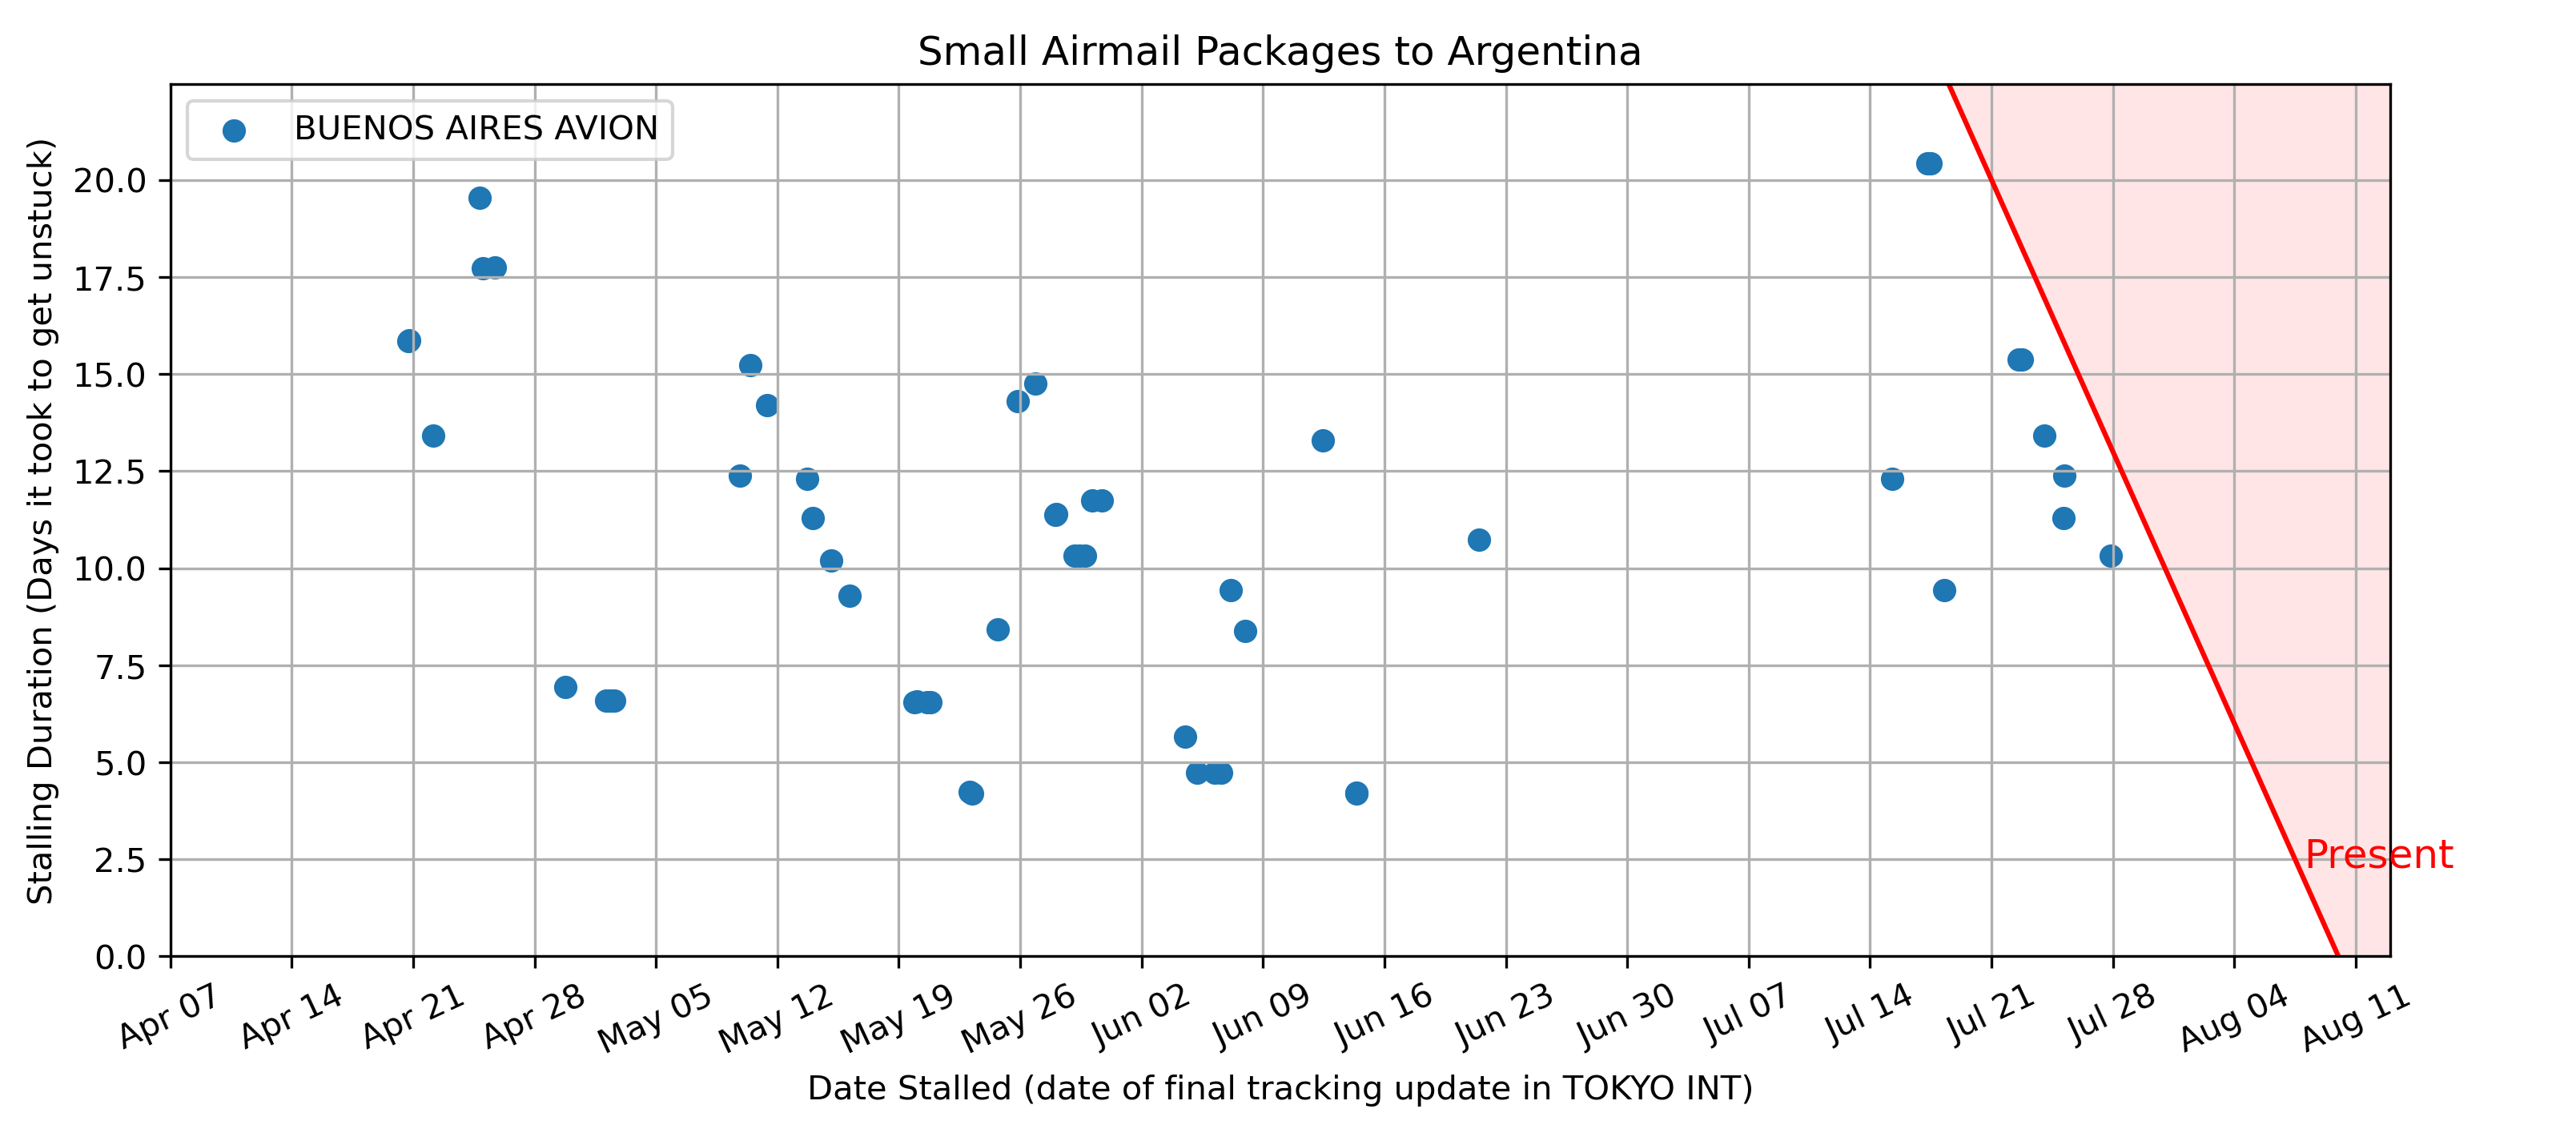 Small Airmail Packages to Argentina
BUENOS AIRES AVION
Stalling Duration (Days it took to get unstuck)
20.0
17.5
15.0
12.5
10.0
7.5
5.0
2.5
0.0
Present
Apr 07 Apr 14 Apr 21 Apr 28 May 05 May 12 May 19 May 26 Jun 02 Jun 09 Jun 16 Jun 23 Jun 30 Jul 07 Jul 14 Jul 21 Jul 28 Aug 04 Aug 11
Date Stalled (date of final tracking update in TOKYO INT)